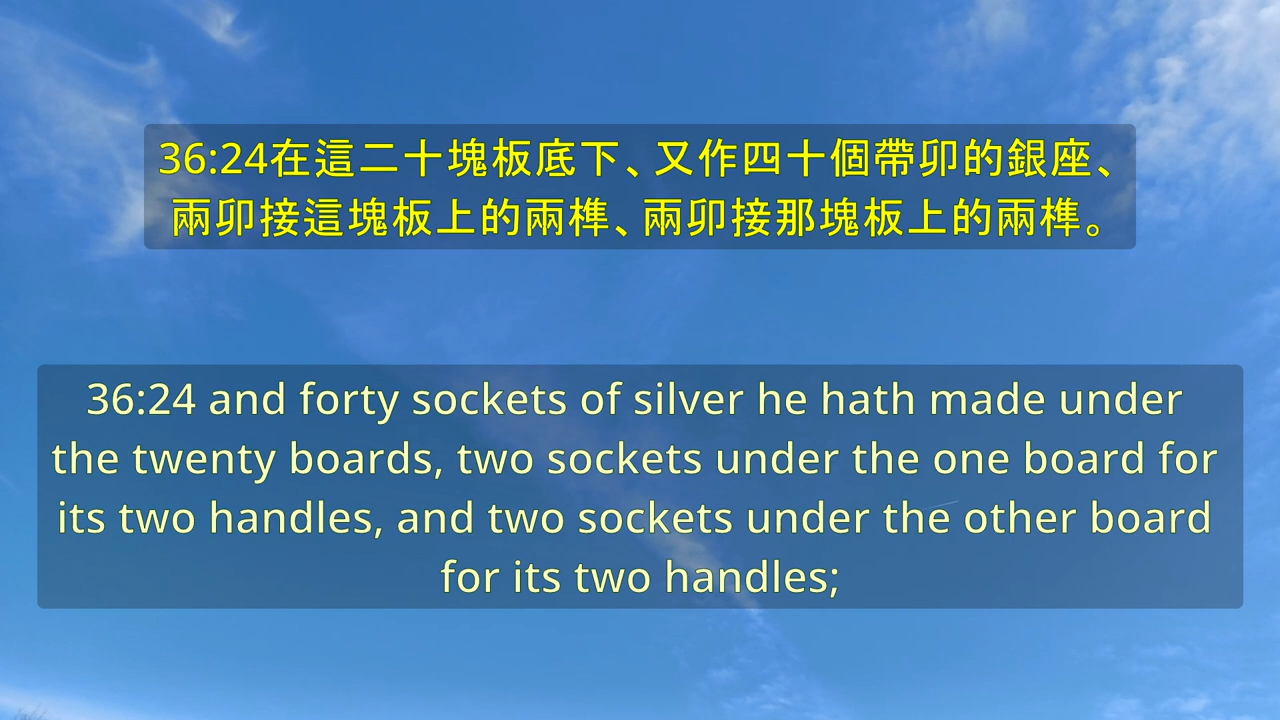 36:24在這二十塊板底下、又作四十個帶卯的銀座、
兩卯接這塊板上的兩榫、兩卯接那塊板上的兩榫。
36:24 and forty sockets of silver he hath made under
the twenty boards, two sockets under the one board for
its two handles, and two sockets under the other board
for its two handles;